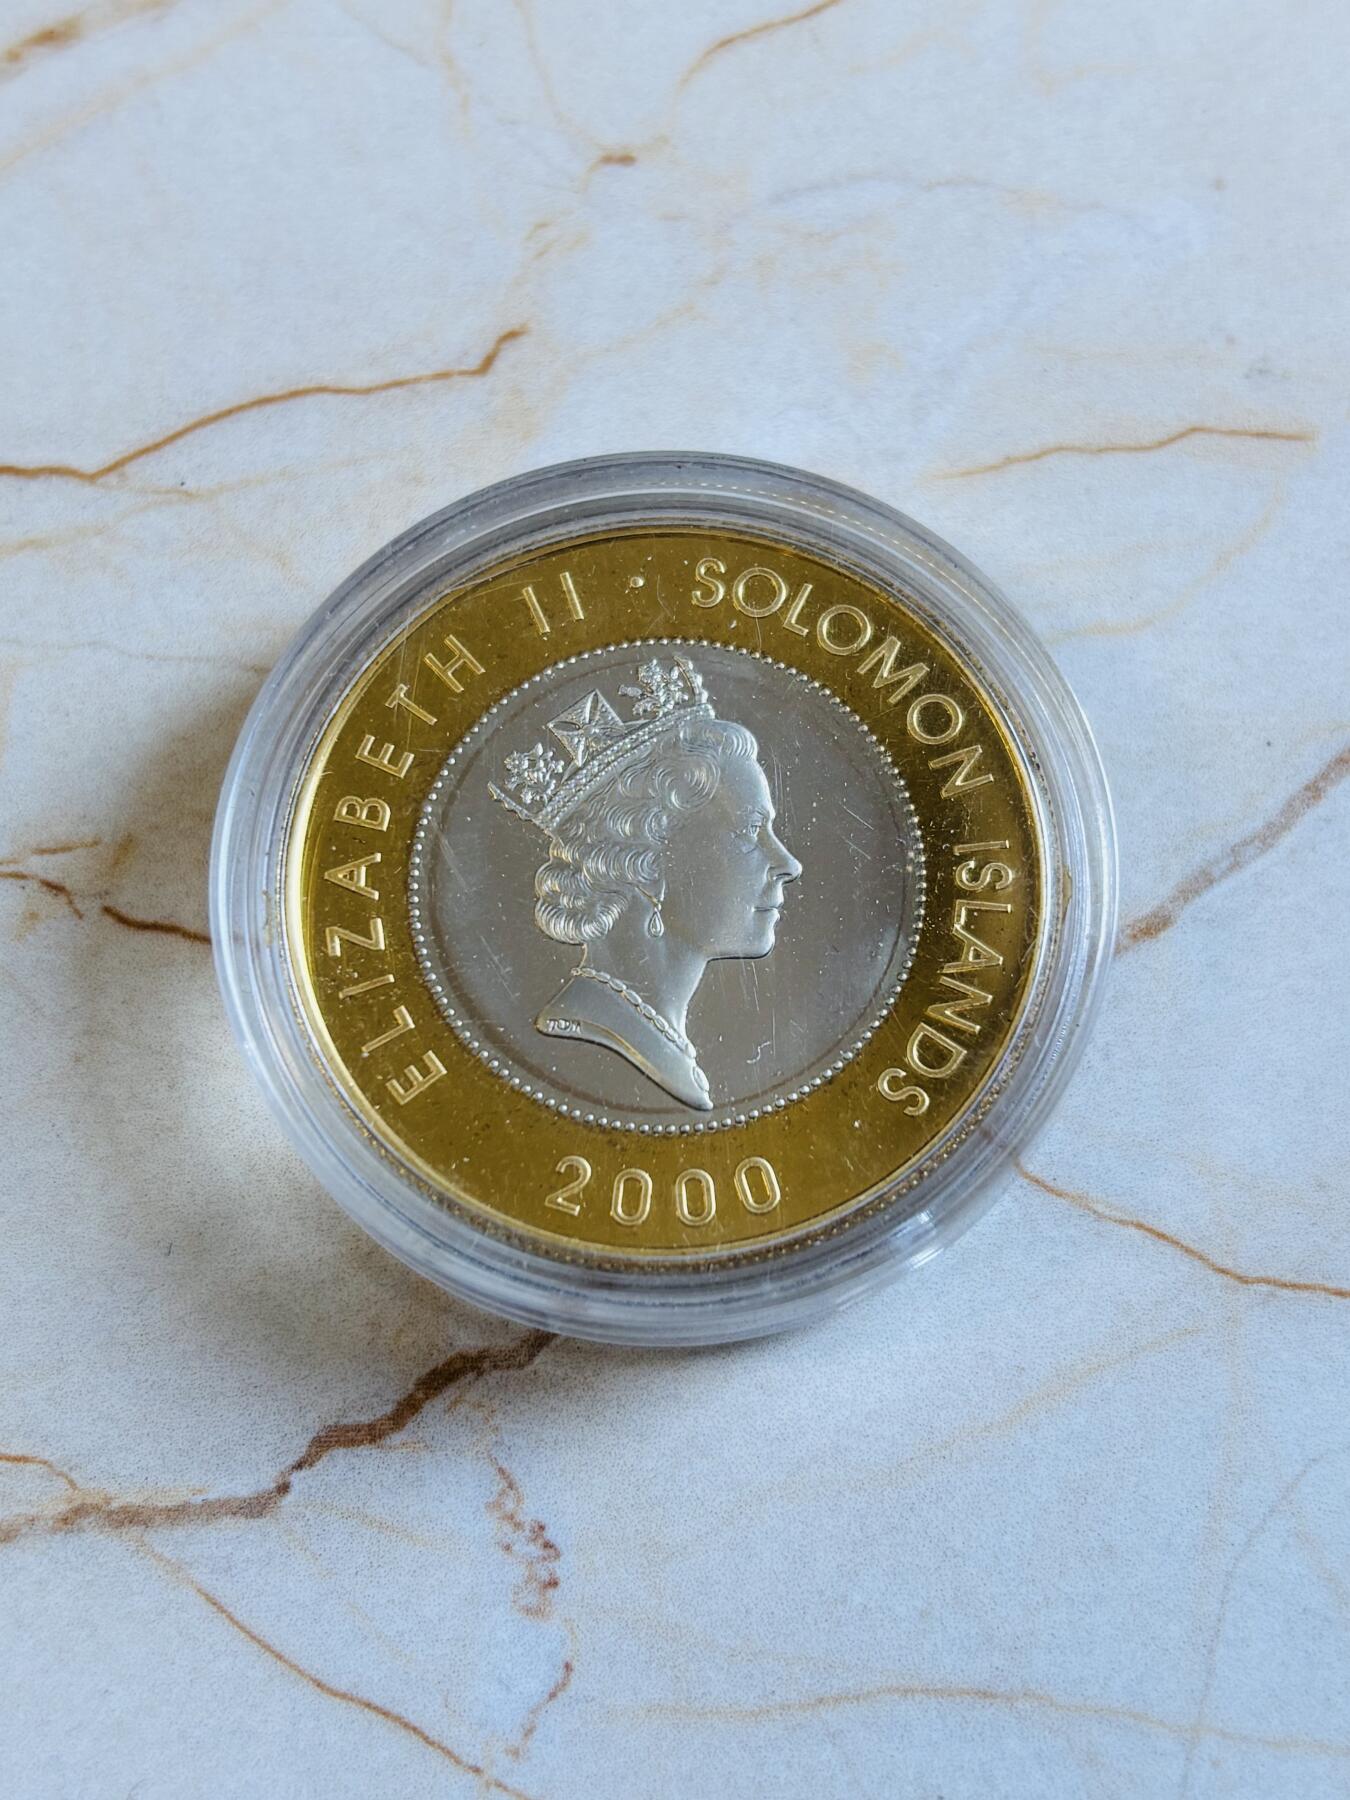 ELIZABETH II · SOLOMON ISLANDS
2000